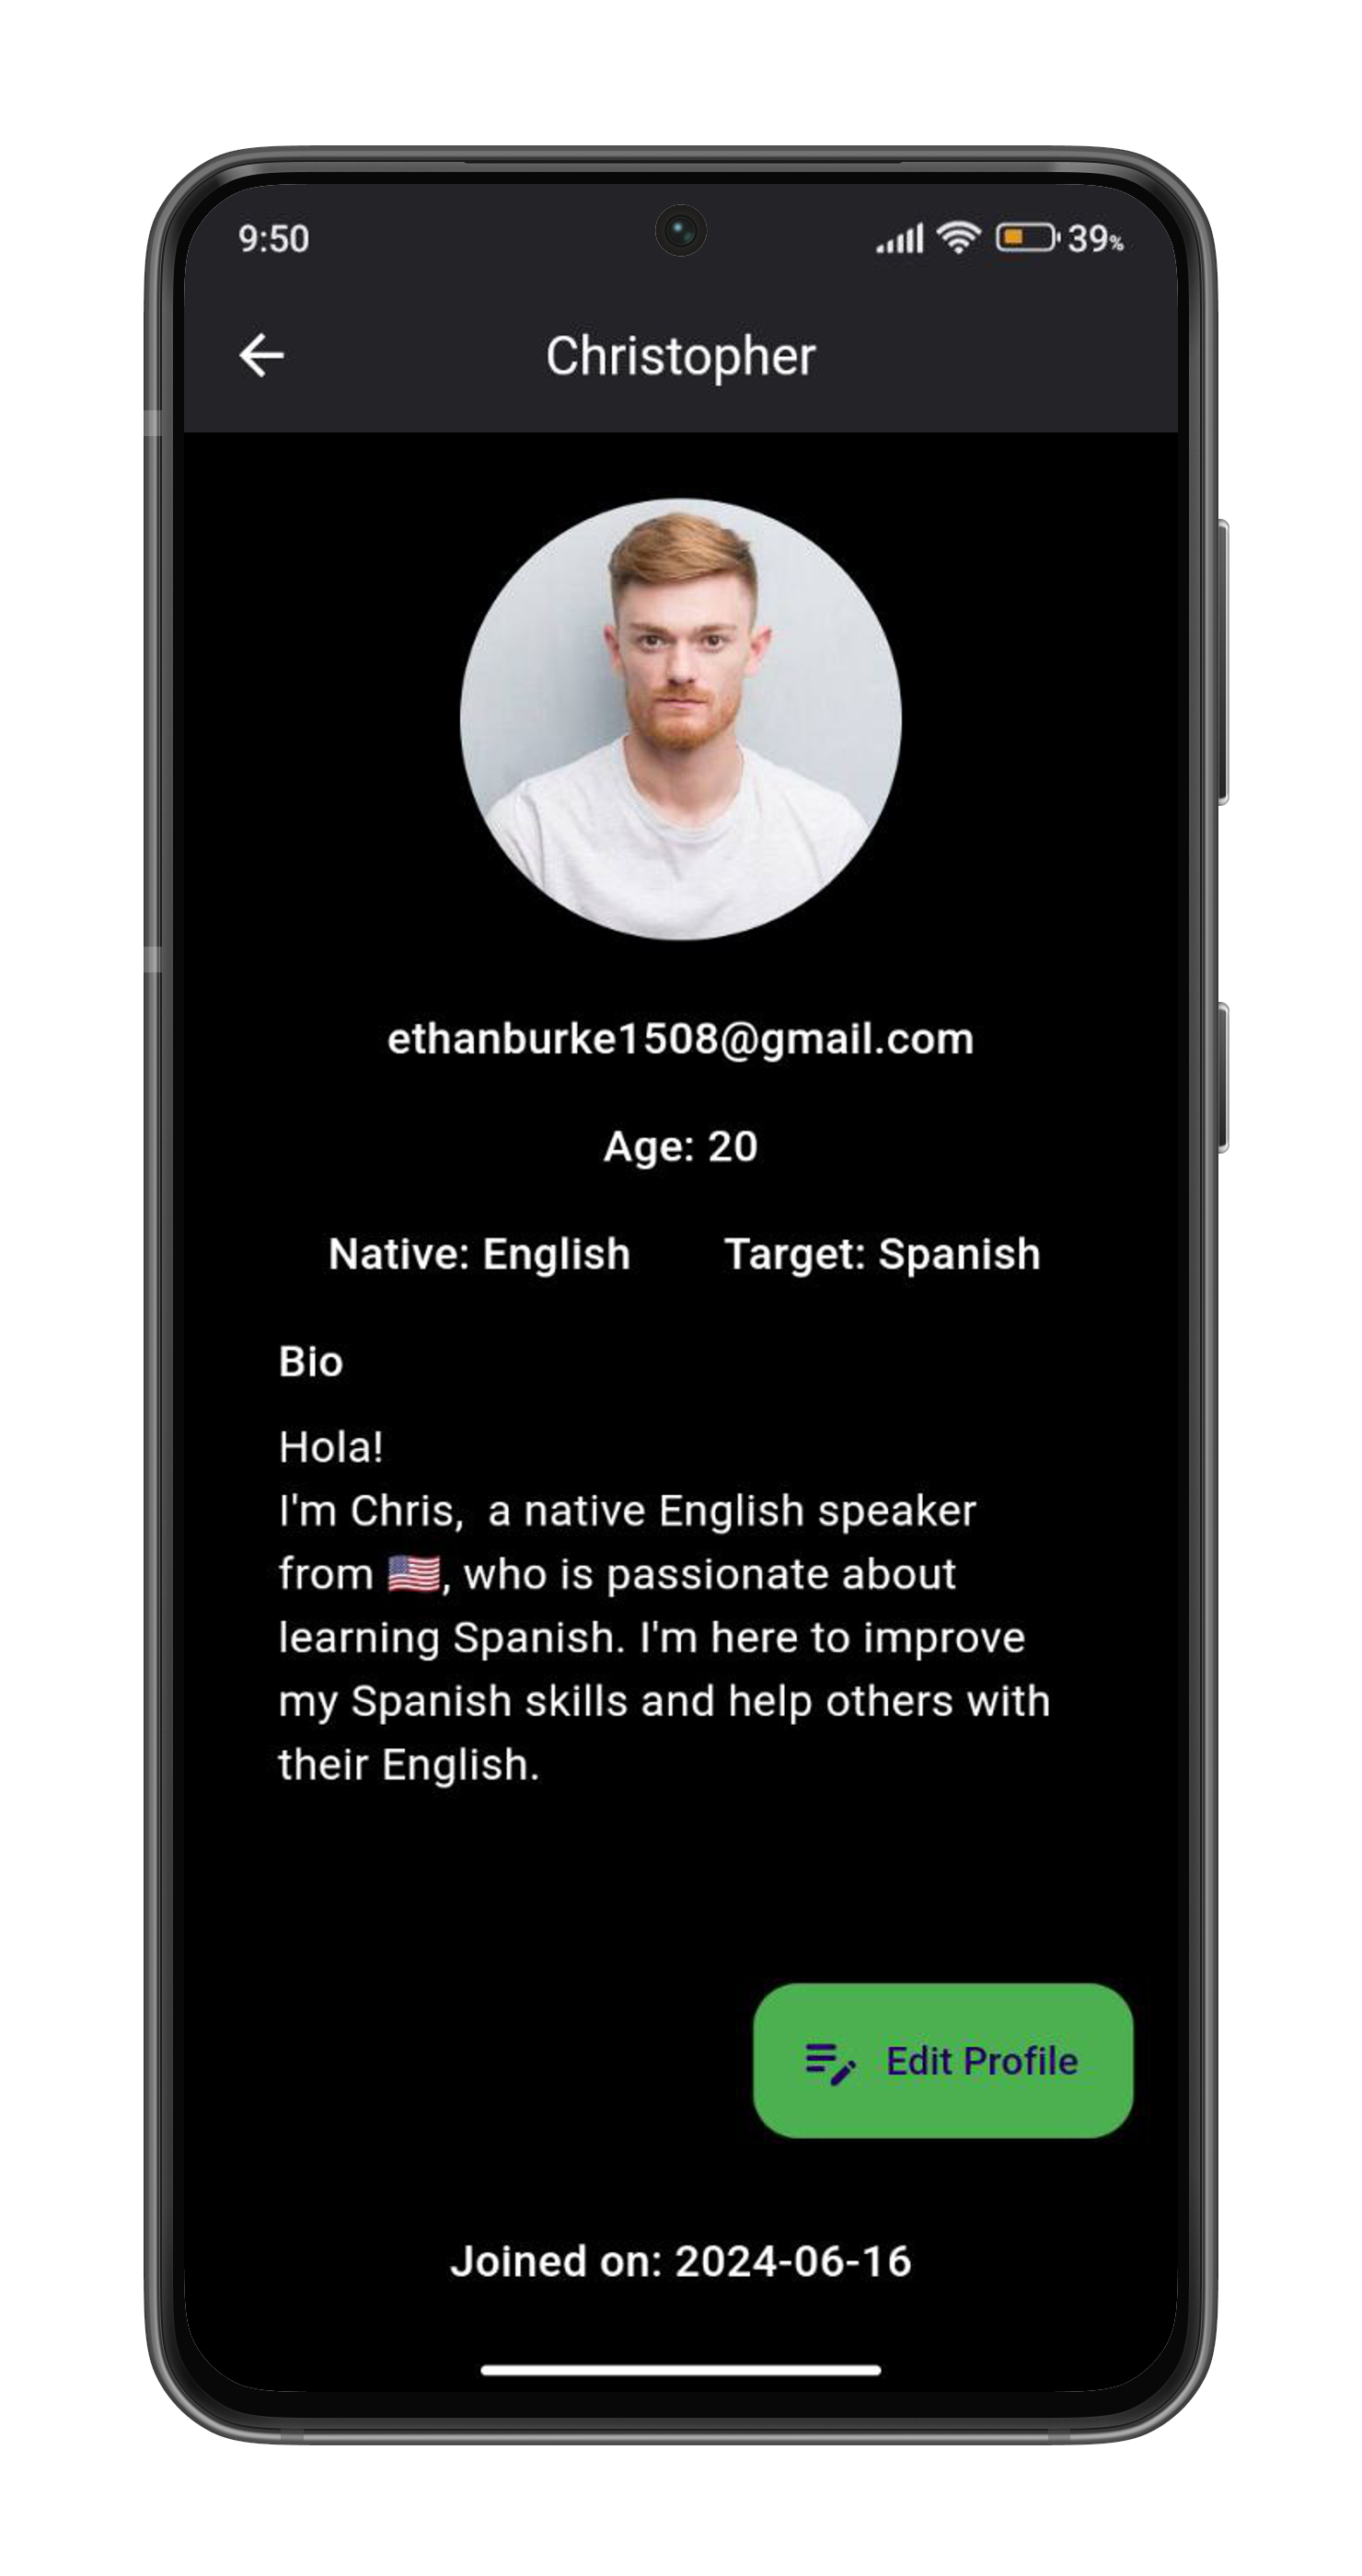 9:50 39%
Christopher
ethanburke1508@gmail.com
Age: 20
Native: English Target: Spanish
Bio
Hola!
I'm Chris,  a native English speaker
from 🇺🇸, who is passionate about
learning Spanish. I'm here to improve
my Spanish skills and help others with
their English.
Edit Profile
Joined on: 2024-06-16